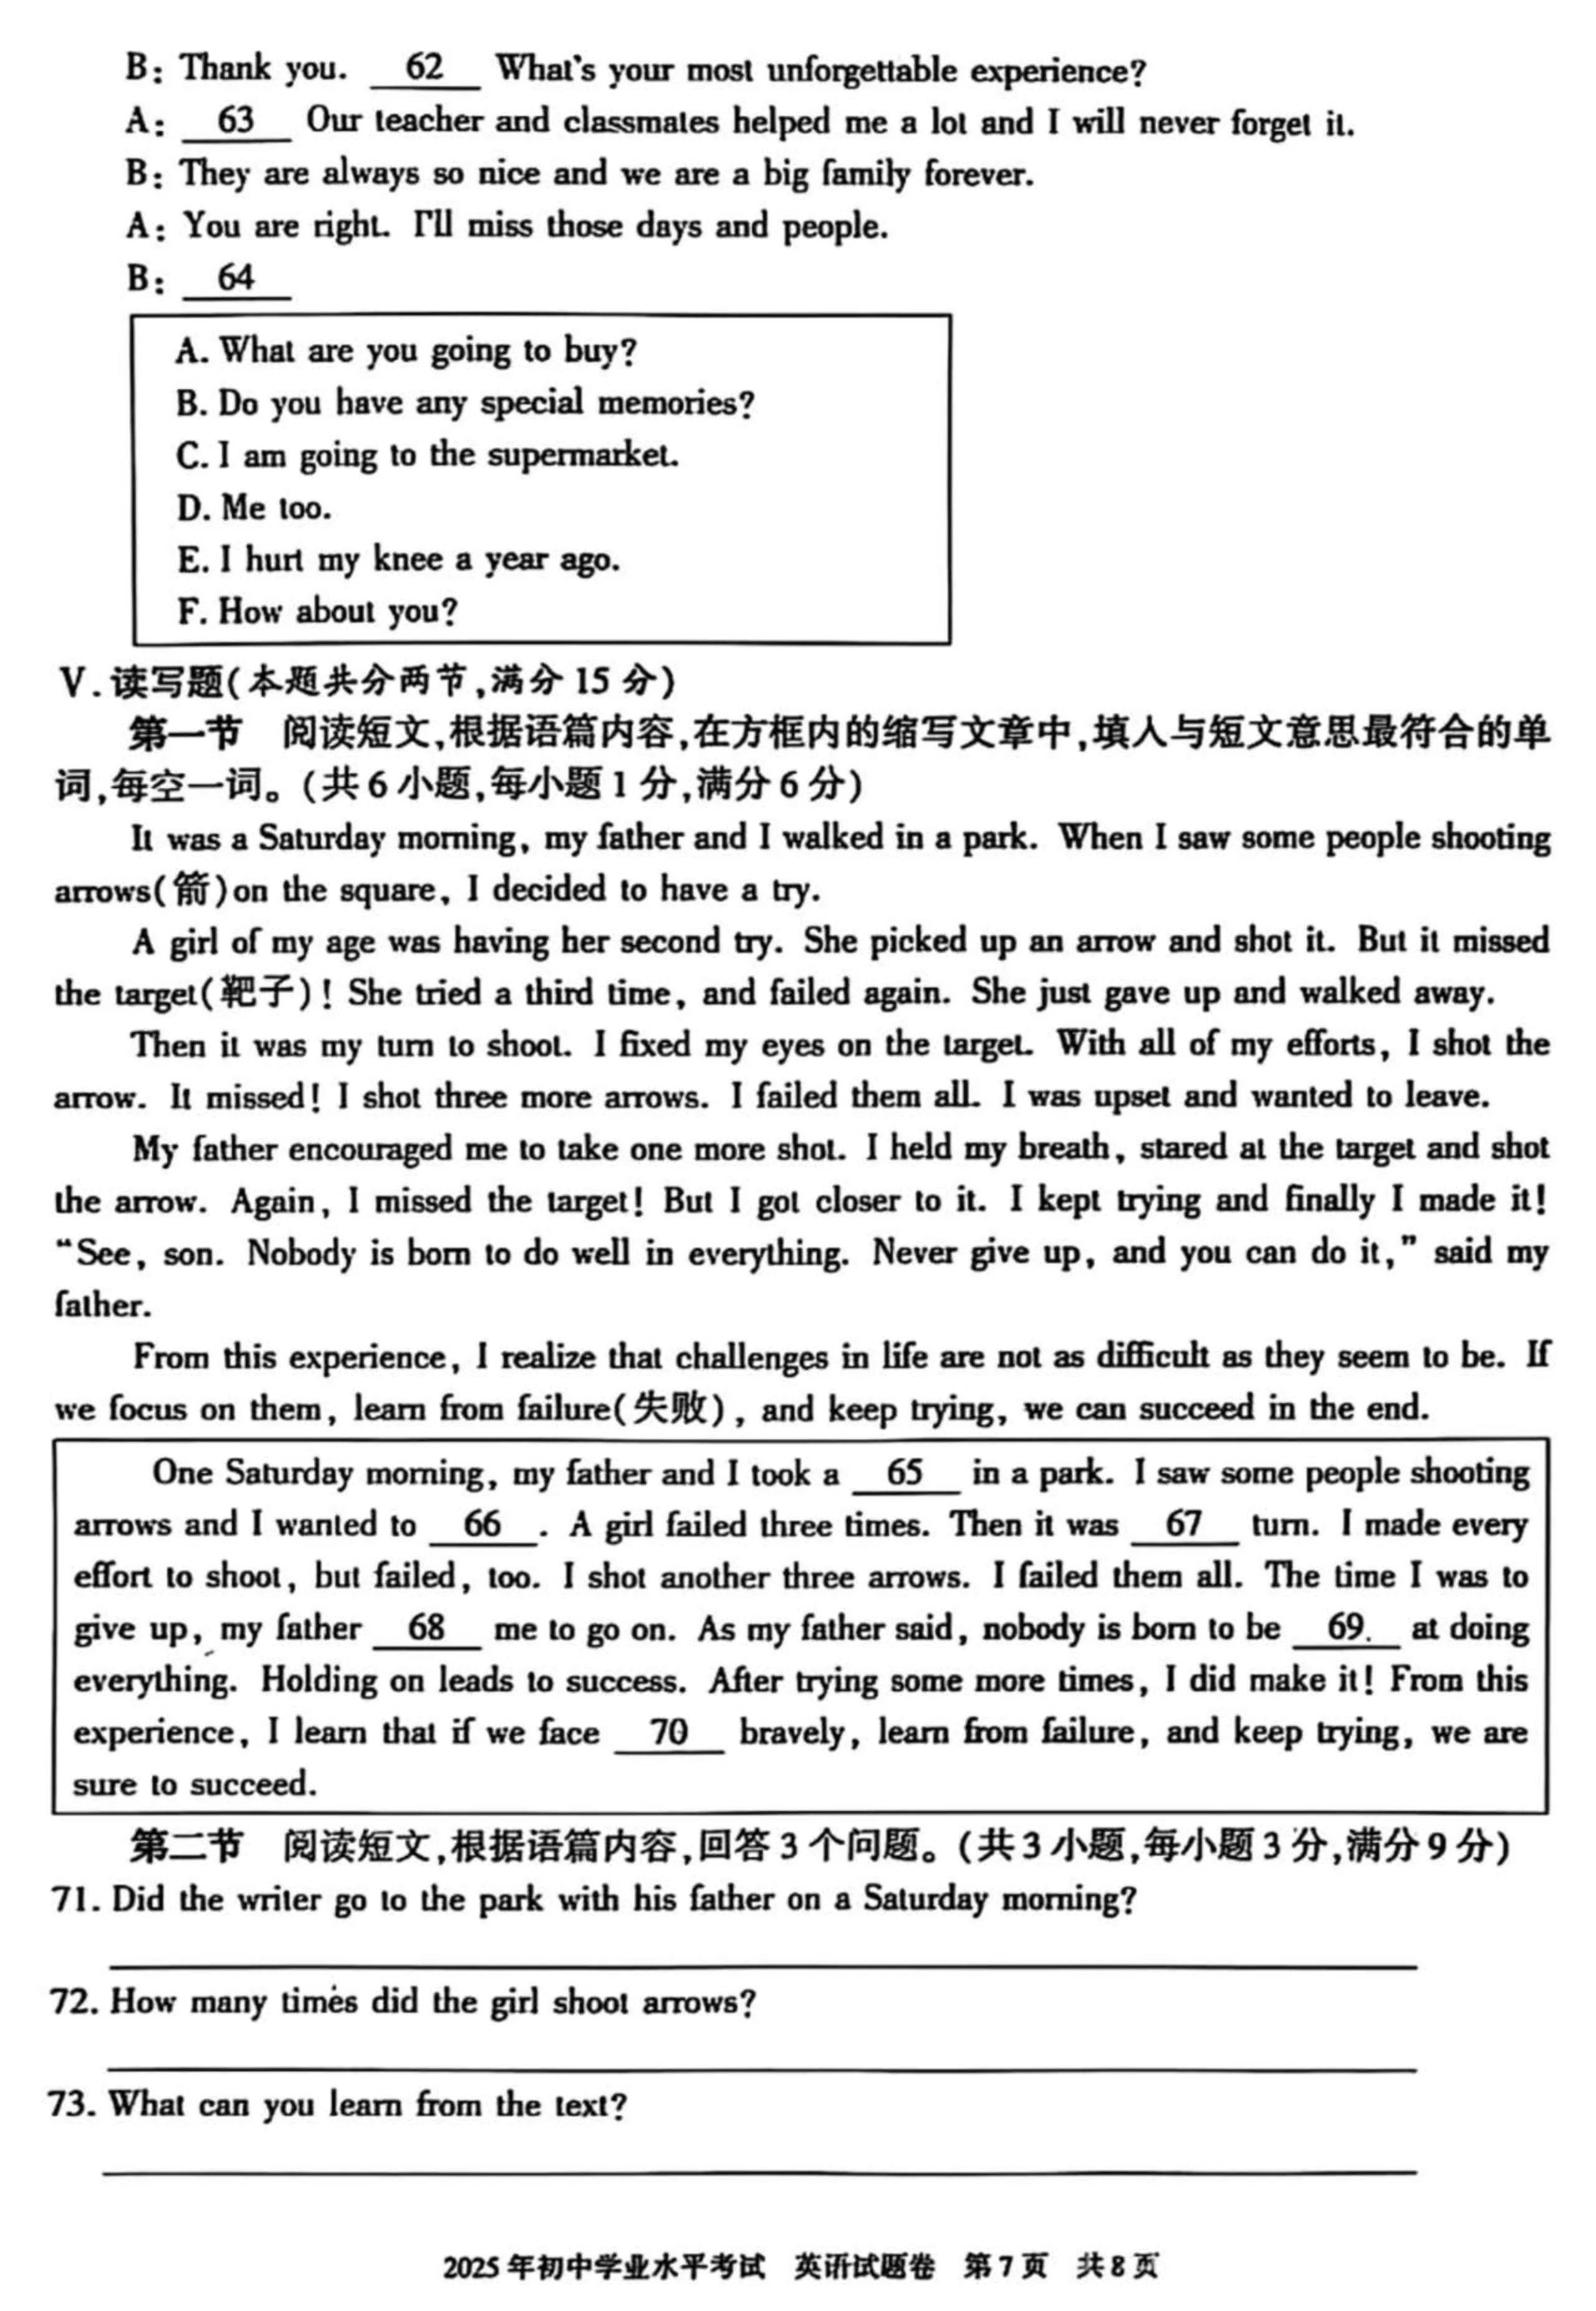 B: Thank you. 62 What's your most unforgettable experience?
A: 63 Our teacher and classmates helped me a lot and I will never forget it.
B: They are always so nice and we are a big family forever.
A: You are right. I'll miss those days and people.
B: 64
A. What are you going to buy?
B. Do you have any special memories?
C. I am going to the supermarket.
D. Me too.
E. I hurt my knee a year ago.
F. How about you?
V.读写题(本题共分两节,满分 15 分)
第一节 阅读短文,根据语篇内容,在方框内的缩写文章中,填人与短文意思最符合的单
词,每空一词。(共 6 小题,每小题 1 分,满分 6 分)
It was a Saturday morning, my father and I walked in a park. When I saw some people shooting
arrows(箭)on the square, I decided to have a try.
A girl of my age was having her second try. She picked up an arrow and shot it. But it missed
the target(靶子)! She tried a third time, and failed again. She just gave up and walked away.
Then it was my turn to shoot. I fixed my eyes on the target. With all of my efforts, I shot the
arrow. It missed! I shot three more arrows. I failed them all. I was upset and wanted to leave.
My father encouraged me to take one more shot. I held my breath, stared at the target and shot
the arrow. Again, I missed the target! But I got closer to it. I kept trying and finally I made it!
“See, son. Nobody is born to do well in everything. Never give up, and you can do it,” said my
father.
From this experience, I realize that challenges in life are not as difficult as they seem to be. If
we focus on them, learn from failure(失败), and keep trying, we can succeed in the end.
One Saturday morning, my father and I took a 65 in a park. I saw some people shooting
arrows and I wanted to 66 . A girl failed three times. Then it was 67 turn. I made every
effort to shoot, but failed, too. I shot another three arrows. I failed them all. The time I was to
give up, my father 68 me to go on. As my father said, nobody is born to be 69. at doing
everything. Holding on leads to success. After trying some more times, I did make it! From this
experience, I learn that if we face 70 bravely, learn from failure, and keep trying, we are
sure to succeed.
第二节 阅读短文,根据语篇内容,回答 3 个问题。(共 3 小题,每小题 3 分,满分 9 分)
71. Did the writer go to the park with his father on a Saturday morning?
72. How many times did the girl shoot arrows?
73. What can you learn from the text?
2025 年初中学业水平考试 英语试题卷 第 7 页 共 8 页